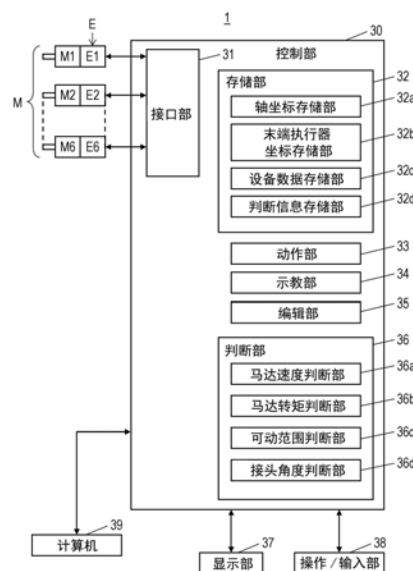 1
30
E
31
控制部
M
M1 E1
M2 E2
M6 E6
接口部
32
存储部
32a
轴坐标存储部
末端执行器
坐标存储部
32b
设备数据存储部
32c
判断信息存储部
32d
动作部
33
示教部
34
编辑部
35
判断部
36
马达速度判断部
36a
马达转矩判断部
36b
可动范围判断部
36c
接头角度判断部
36d
39
计算机
37
显示部
38
操作/输入部